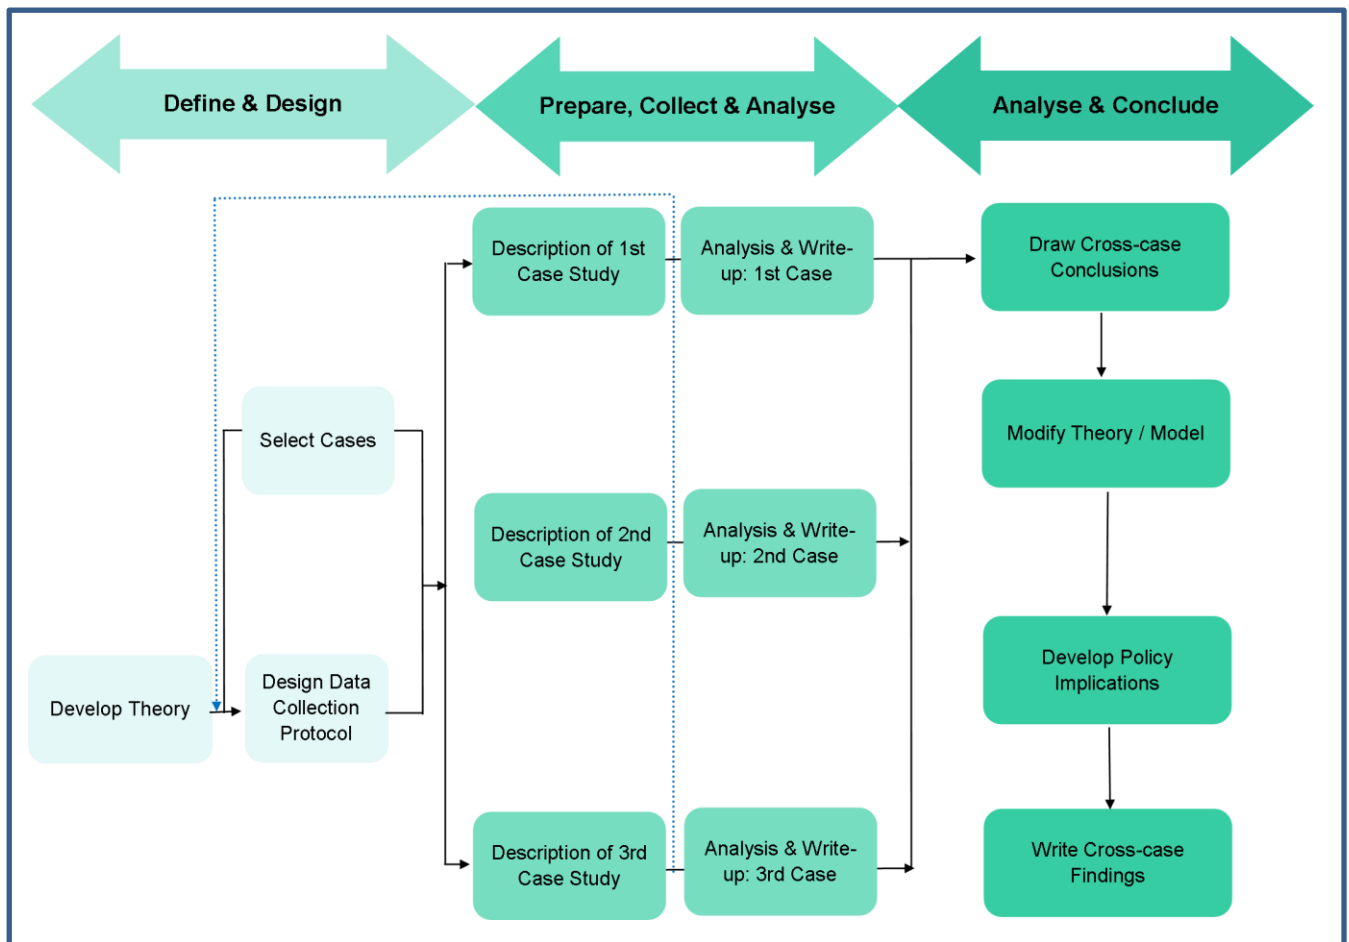 Define & Design
Prepare, Collect & Analyse
Analyse & Conclude
Description of 1st
Case Study
Analysis & Write-
up: 1st Case
Draw Cross-case
Conclusions
Select Cases
Modify Theory / Model
Description of 2nd
Case Study
Analysis & Write-
up: 2nd Case
Develop Theory
Design Data
Collection
Protocol
Develop Policy
Implications
Description of 3rd
Case Study
Analysis & Write-
up: 3rd Case
Write Cross-case
Findings